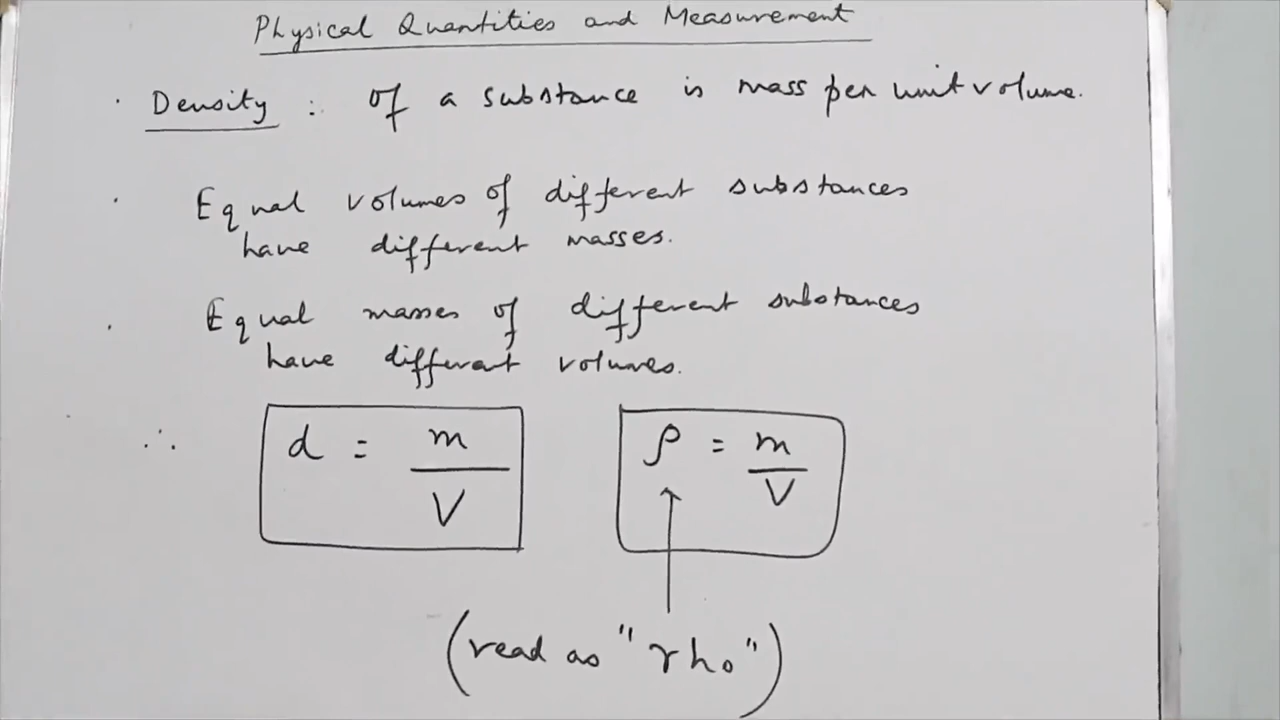 Physical Quantities and Measurement
. Density : of a substance is mass per unit volume.
. Equal volumes of different substances
have different masses.
. Equal masses of different substances
have different volumes.
∴ d = m/V ρ = m/V
(read as "rho")